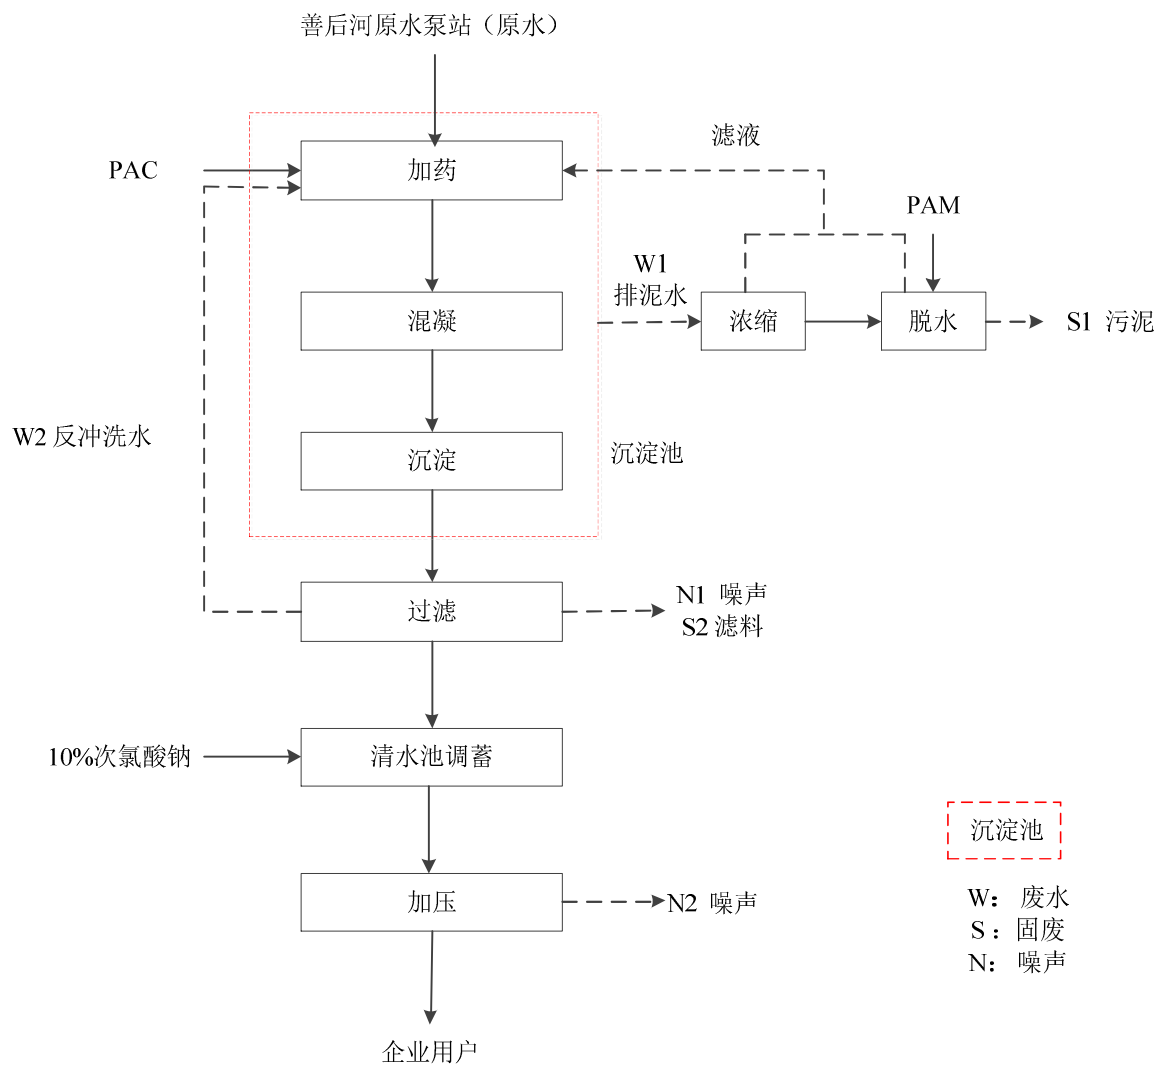 善后河原水泵站（原水）
滤液
PAC
加药
PAM
W1
排泥水
混凝
浓缩
脱水
S1 污泥
W2 反冲洗水
沉淀
沉淀池
N1 噪声
过滤
S2 滤料
10%次氯酸钠
清水池调蓄
沉淀池
加压
N2 噪声
W： 废水
S ：固废
N： 噪声
企业用户